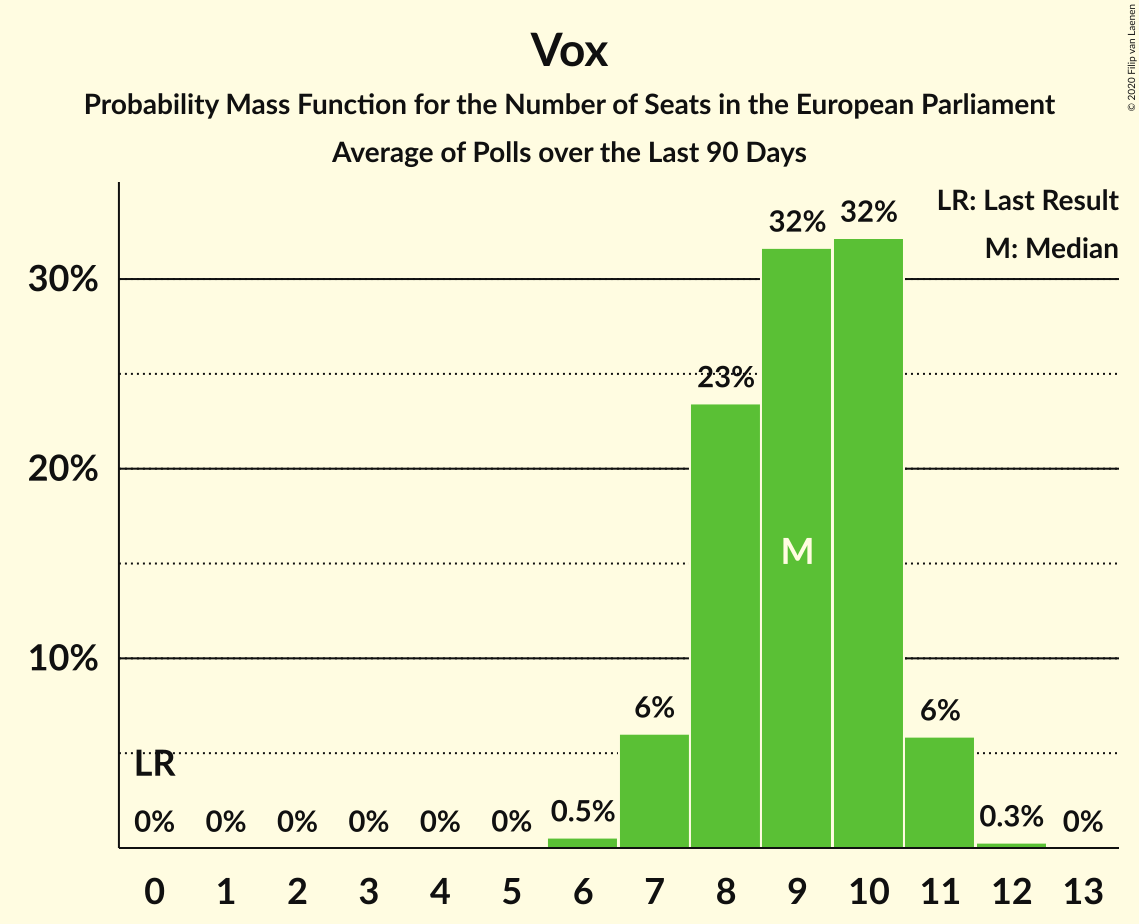 Vox
Probability Mass Function for the Number of Seats in the European Parliament
Average of Polls over the Last 90 Days
© 2020 Filip van Laenen
LR: Last Result
M: Median
32% 32%
30%
23%
20%
M
10%
6% 6%
LR
0% 0% 0% 0% 0% 0% 0.5% 0.3% 0%
0 1 2 3 4 5 6 7 8 9 10 11 12 13